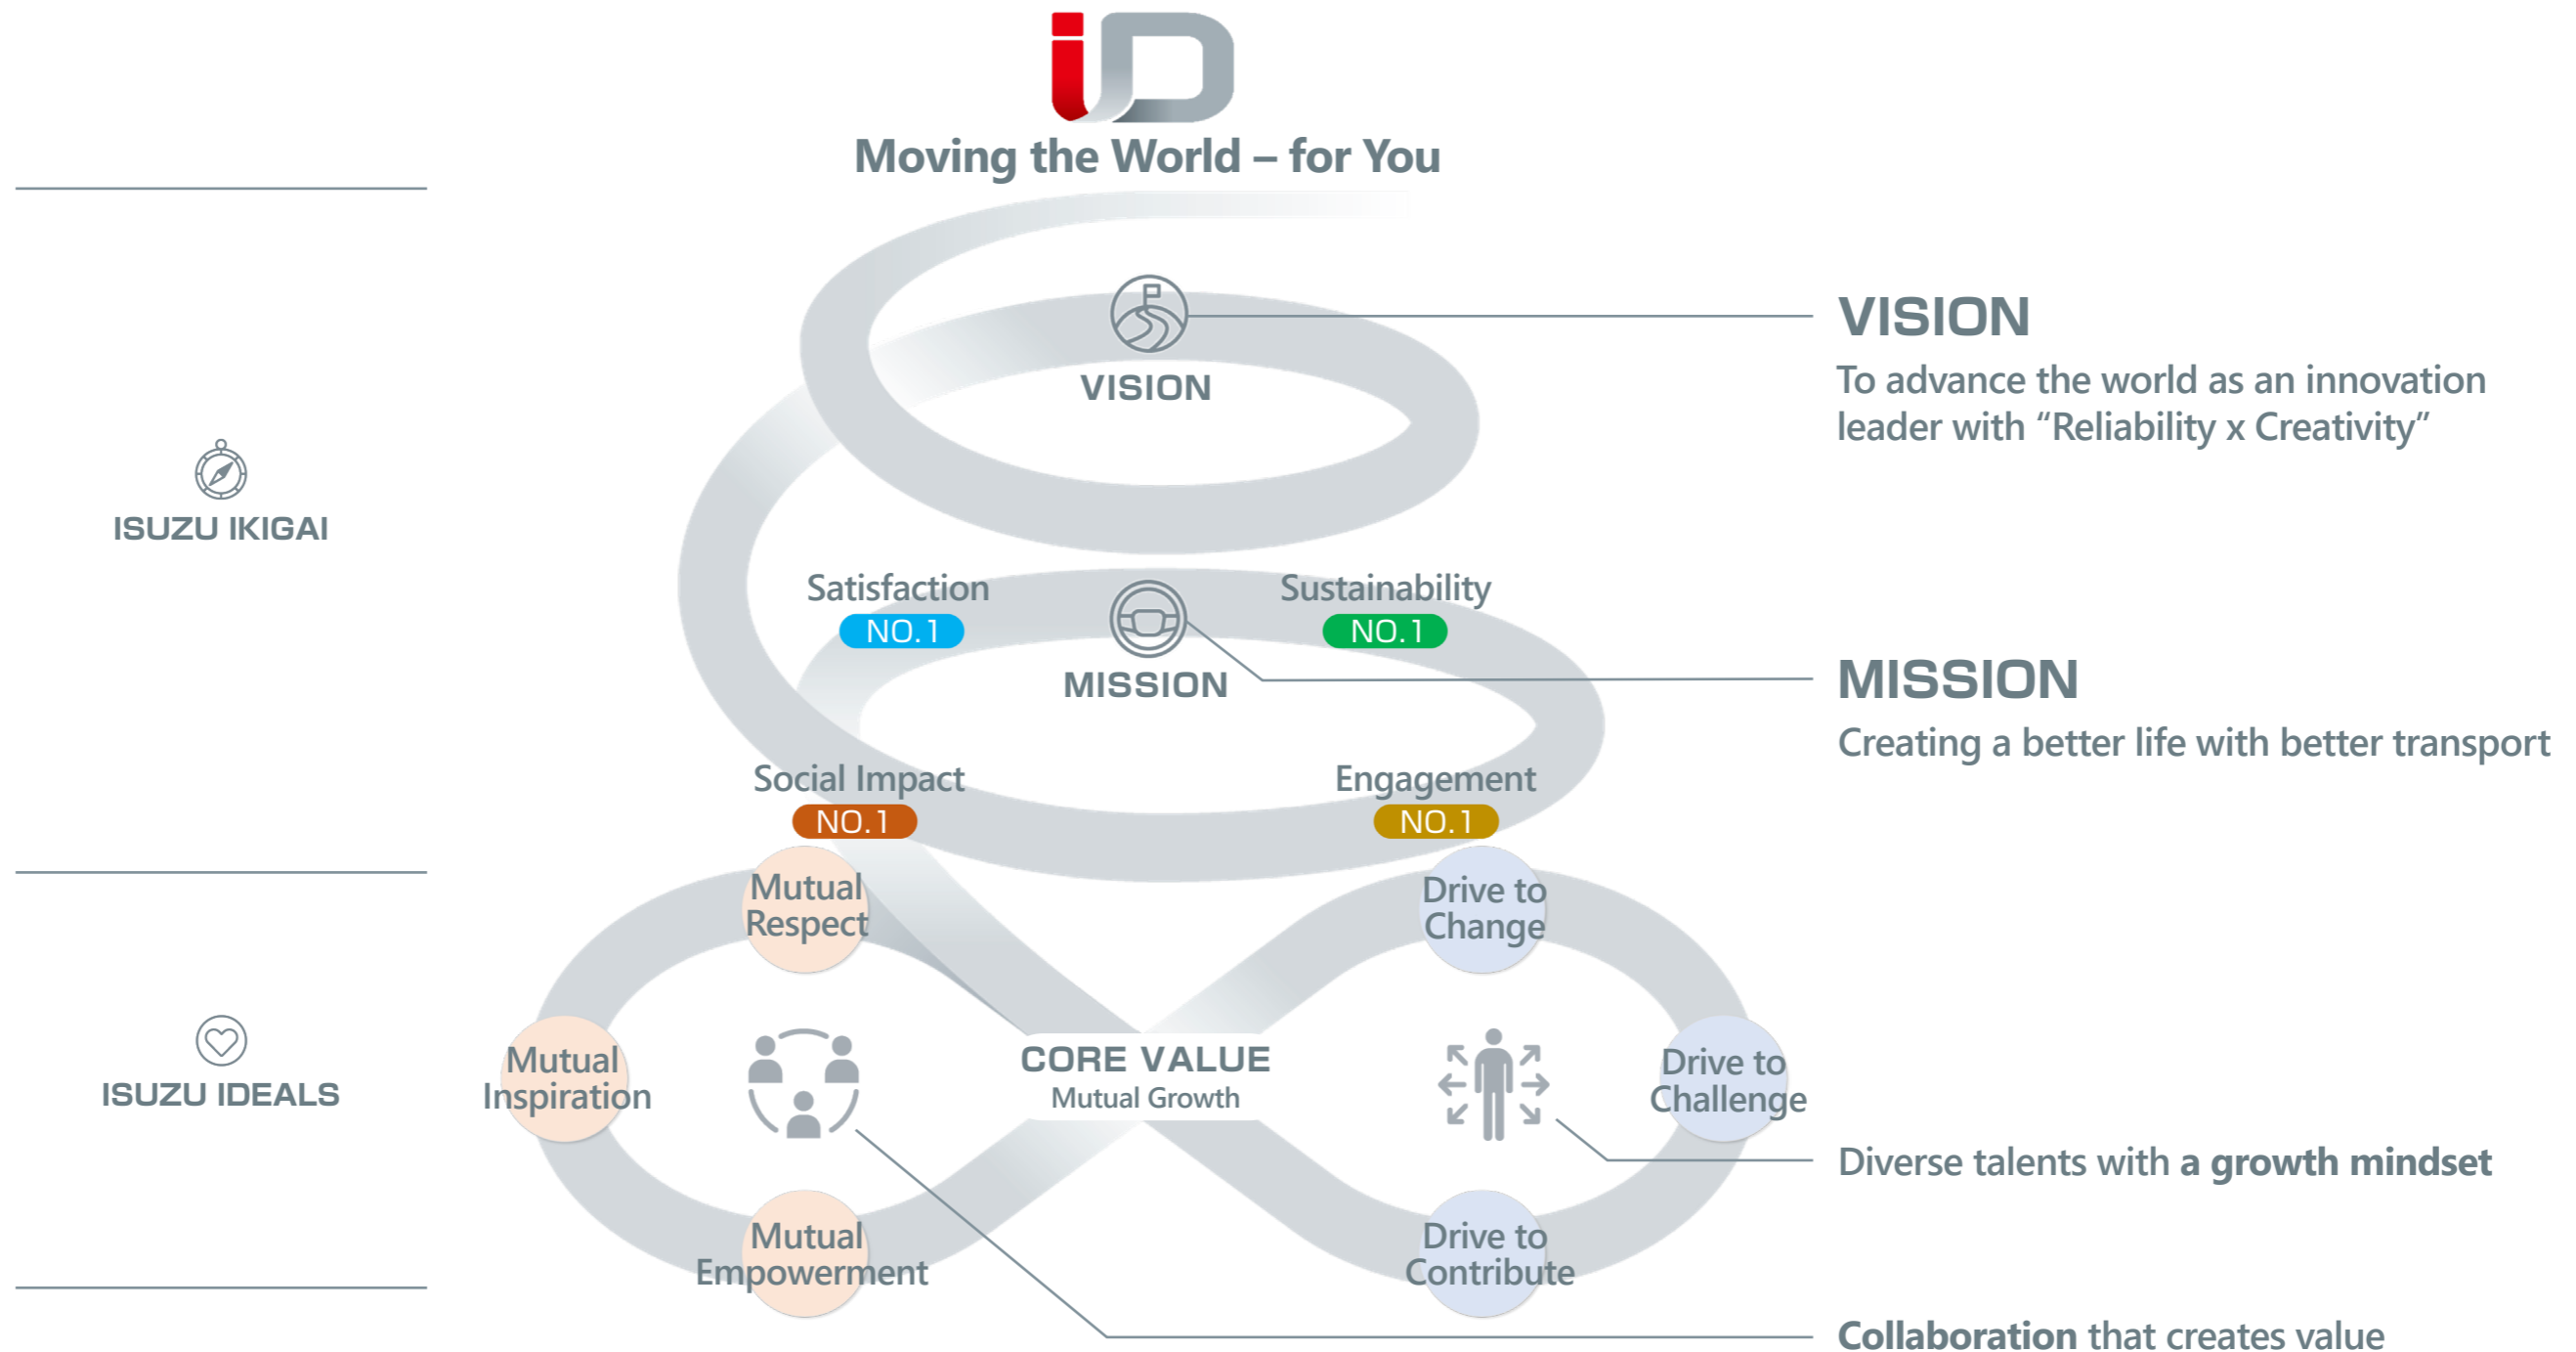 iD
Moving the World – for You
VISION
VISION
To advance the world as an innovation
leader with “Reliability x Creativity”
ISUZU IKIGAI
Satisfaction
NO.1
Sustainability
NO.1
MISSION
MISSION
Creating a better life with better transport
Social Impact
NO.1
Engagement
NO.1
Mutual
Respect
Drive to
Change
ISUZU IDEALS
Mutual
Inspiration
CORE VALUE
Mutual Growth
Drive to
Challenge
Diverse talents with a growth mindset
Mutual
Empowerment
Drive to
Contribute
Collaboration that creates value